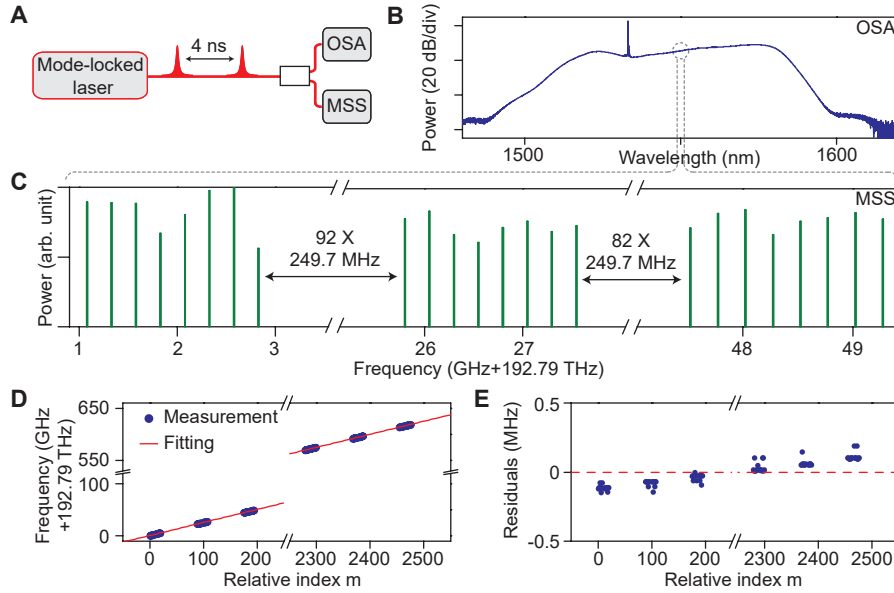 A
Mode-locked
laser
4 ns
OSA
MSS
B
OSA
Power (20 dB/div)
1500
Wavelength (nm)
1600
C
MSS
Power (arb. unit)
92 X
249.7 MHz
82 X
249.7 MHz
1
2
3
26
27
48
49
Frequency (GHz+192.79 THz)
D
Measurement
Fitting
Frequency (GHz
+192.79 THz)
650
550
100
0
0
100
200
2300
2400
2500
Relative index m
E
Residuals (MHz)
0.5
0
-0.5
0
100
200
2300
2400
2500
Relative index m